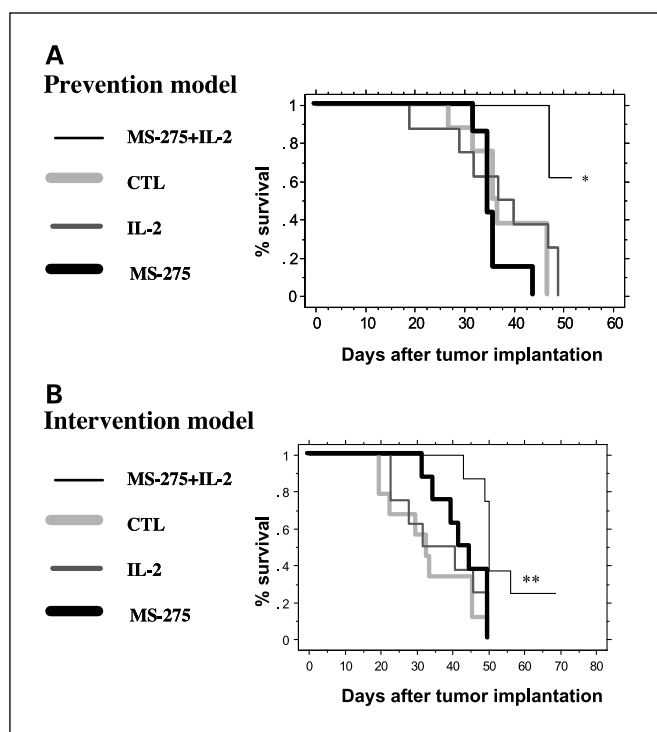 A
Prevention model
MS-275+IL-2
CTL
IL-2
MS-275
% survival
1
.8
.6
.4
.2
0
*
0 10 20 30 40 50 60
Days after tumor implantation
B
Intervention model
MS-275+IL-2
CTL
IL-2
MS-275
% survival
1
.8
.6
.4
.2
0
**
0 10 20 30 40 50 60 70 80
Days after tumor implantation